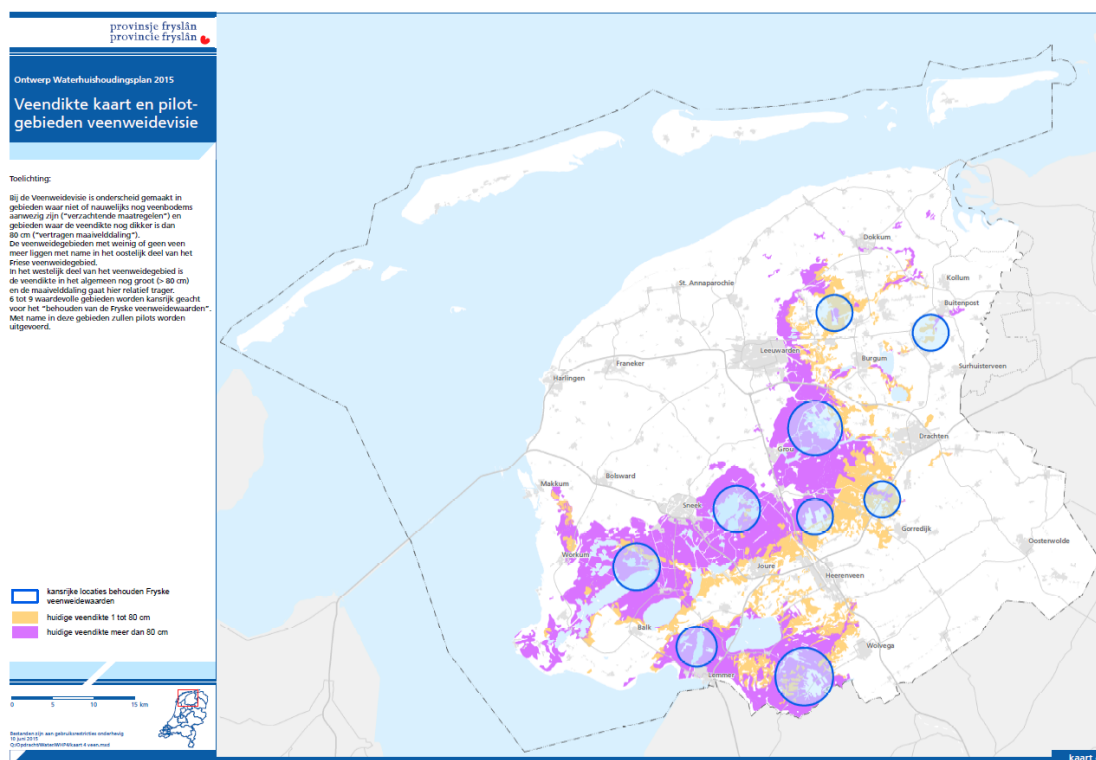 provinsje fryslân
provincie fryslân
Ontwerp Waterhuishoudingsplan 2015
Veendikte kaart en pilot-
gebieden veenweidevisie
Toelichting:
Bij de Veenweidevisie is onderscheid gemaakt in
gebieden waar niet of nauwelijks nog veenbodems
aanwezig zijn ("verzachtende maatregelen") en
gebieden waar de veendikte nog dikker is dan
80 cm ("vertragen maaivelddaling").
De veenweidegebieden met weinig of geen veen
meer liggen met name in het oostelijk deel van het
Friese veenweidegebied.
In het westelijk deel van het veenweidegebied is
de veendikte in het algemeen nog groot (> 80 cm)
en de maaivelddaling gaat hier relatief trager.
6 tot 9 waardevolle gebieden worden kansrijk geacht
voor het "behouden van de Fryske veenweidewaarden".
Met name in deze gebieden zullen pilots worden
uitgevoerd.
kansrijke locaties behouden Fryske
veenweidewaarden
huidige veendikte 1 tot 80 cm
huidige veendikte meer dan 80 cm
0 5 10 15 km
Bestanden zijn aan gebruiksrestricties onderhevig
10 juni 2015
Dokkum
Kollum
St. Annaparochie
Buitenpost
Leeuwarden
Burgum
Surhuisterveen
Franeker
Harlingen
Drachten
Grou
Bolsward
Makkum
Sneek
Gorredijk
Oosterwolde
Workum
Joure
Heerenveen
Balk
Wolvega
Lemmer
kaart